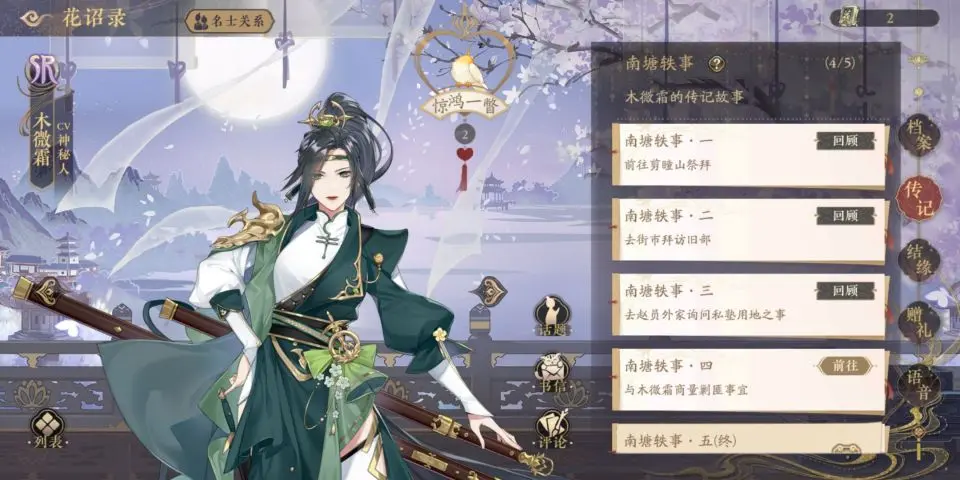 花诏录
名士关系
2
SR
木微霜
CV神秘人
惊鸿一瞥
2
南塘轶事
?
(4/5)
木微霜的传记故事
南塘轶事·一
回顾
前往剪瞳山祭拜
南塘轶事·二
回顾
去街市拜访旧部
南塘轶事·三
回顾
去赵员外家询问私塾用地之事
南塘轶事·四
前往
与木微霜商量剿匪事宜
南塘轶事·五(终)
档案
传记
结缘
赠礼
语音
话题
书信
评论
列表